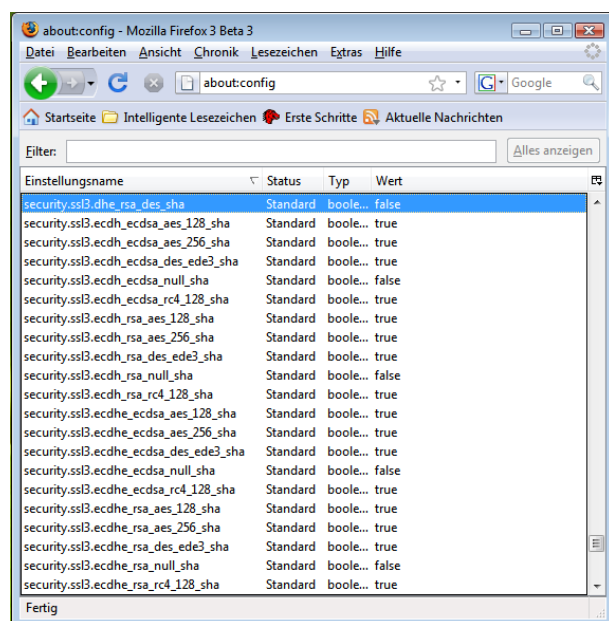 about:config - Mozilla Firefox 3 Beta 3
Datei Bearbeiten Ansicht Chronik Lesezeichen Extras Hilfe
about:config Google
Startseite Intelligente Lesezeichen Erste Schritte Aktuelle Nachrichten
Filter: Alles anzeigen
Einstellungsname Status Typ Wert
security.ssl3.dhe_rsa_des_sha Standard boole... false
security.ssl3.ecdh_ecdsa_aes_128_sha Standard boole... true
security.ssl3.ecdh_ecdsa_aes_256_sha Standard boole... true
security.ssl3.ecdh_ecdsa_des_ede3_sha Standard boole... true
security.ssl3.ecdh_ecdsa_null_sha Standard boole... false
security.ssl3.ecdh_ecdsa_rc4_128_sha Standard boole... true
security.ssl3.ecdh_rsa_aes_128_sha Standard boole... true
security.ssl3.ecdh_rsa_aes_256_sha Standard boole... true
security.ssl3.ecdh_rsa_des_ede3_sha Standard boole... true
security.ssl3.ecdh_rsa_null_sha Standard boole... false
security.ssl3.ecdh_rsa_rc4_128_sha Standard boole... true
security.ssl3.ecdhe_ecdsa_aes_128_sha Standard boole... true
security.ssl3.ecdhe_ecdsa_aes_256_sha Standard boole... true
security.ssl3.ecdhe_ecdsa_des_ede3_sha Standard boole... true
security.ssl3.ecdhe_ecdsa_null_sha Standard boole... false
security.ssl3.ecdhe_ecdsa_rc4_128_sha Standard boole... true
security.ssl3.ecdhe_rsa_aes_128_sha Standard boole... true
security.ssl3.ecdhe_rsa_aes_256_sha Standard boole... true
security.ssl3.ecdhe_rsa_des_ede3_sha Standard boole... true
security.ssl3.ecdhe_rsa_null_sha Standard boole... false
security.ssl3.ecdhe_rsa_rc4_128_sha Standard boole... true
Fertig